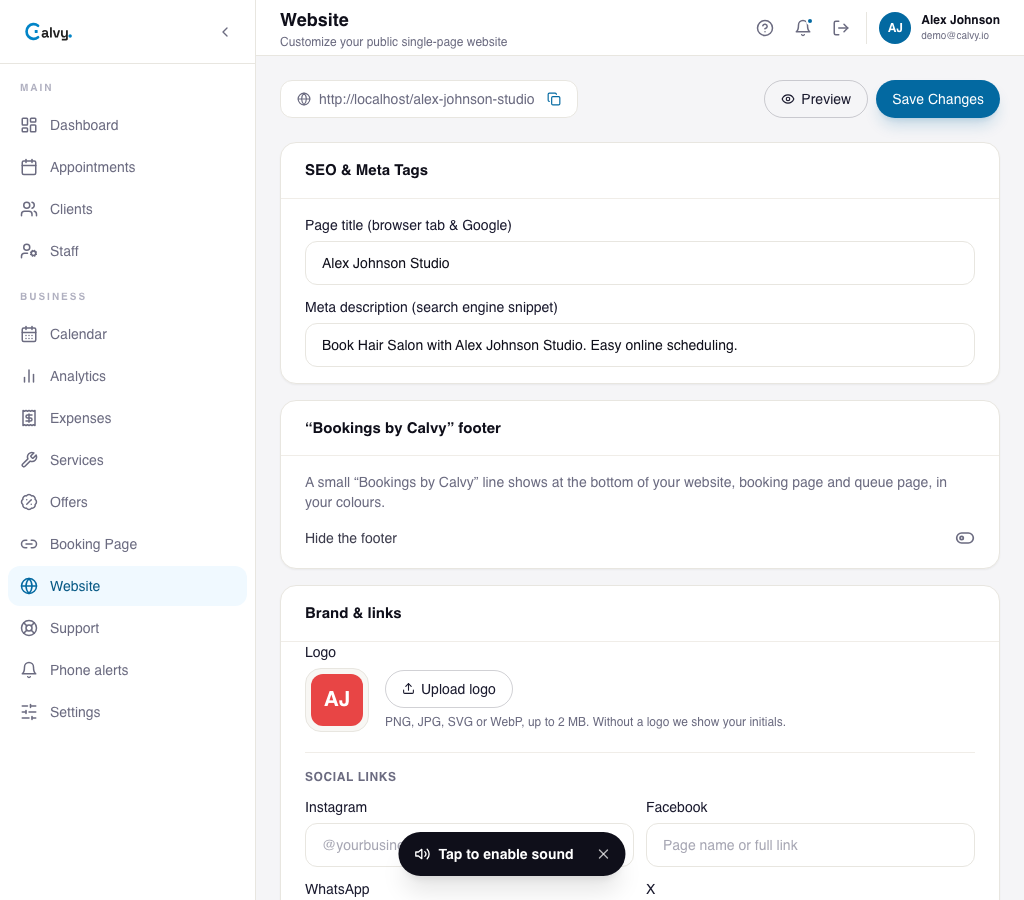 Calvy.
MAIN
Dashboard
Appointments
Clients
Staff
BUSINESS
Calendar
Analytics
Expenses
Services
Offers
Booking Page
Website
Support
Phone alerts
Settings
Website
Customize your public single-page website
AJ
Alex Johnson
demo@calvy.io
http://localhost/alex-johnson-studio
Preview
Save Changes
SEO & Meta Tags
Page title (browser tab & Google)
Alex Johnson Studio
Meta description (search engine snippet)
Book Hair Salon with Alex Johnson Studio. Easy online scheduling.
“Bookings by Calvy” footer
A small “Bookings by Calvy” line shows at the bottom of your website, booking page and queue page, in
your colours.
Hide the footer
Brand & links
Logo
AJ
Upload logo
PNG, JPG, SVG or WebP, up to 2 MB. Without a logo we show your initials.
SOCIAL LINKS
Instagram
Facebook
Page name or full link
Tap to enable sound
WhatsApp
X